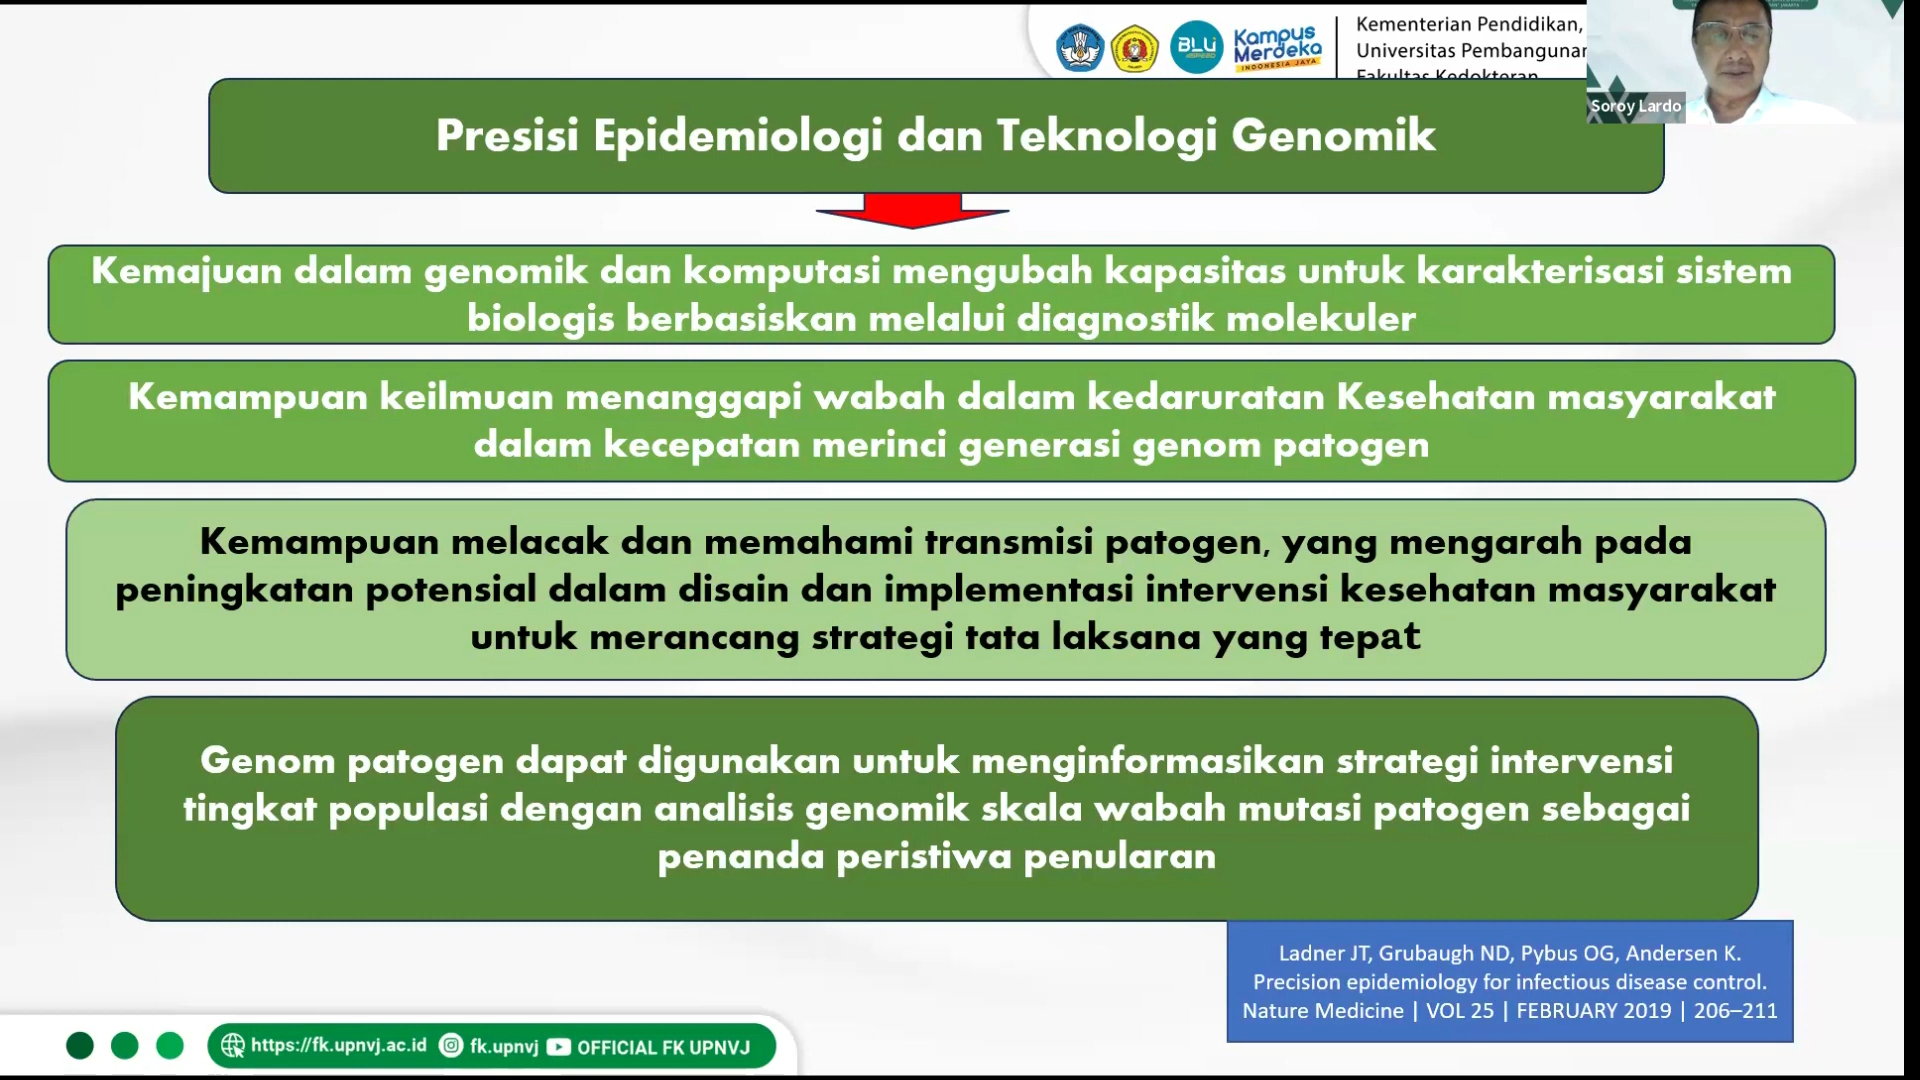 BLU
Kampus
Merdeka
INDONESIA JAYA
Kementerian Pendidikan,
Universitas Pembangunan
Fakultas Kedokteran
Soroy Lardo
Presisi Epidemiologi dan Teknologi Genomik
Kemajuan dalam genomik dan komputasi mengubah kapasitas untuk karakterisasi sistem
biologis berbasiskan melalui diagnostik molekuler
Kemampuan keilmuan menanggapi wabah dalam kedaruratan Kesehatan masyarakat
dalam kecepatan merinci generasi genom patogen
Kemampuan melacak dan memahami transmisi patogen, yang mengarah pada
peningkatan potensial dalam disain dan implementasi intervensi kesehatan masyarakat
untuk merancang strategi tata laksana yang tepat
Genom patogen dapat digunakan untuk menginformasikan strategi intervensi
tingkat populasi dengan analisis genomik skala wabah mutasi patogen sebagai
penanda peristiwa penularan
Ladner JT, Grubaugh ND, Pybus OG, Andersen K.
Precision epidemiology for infectious disease control.
Nature Medicine | VOL 25 | FEBRUARY 2019 | 206–211
https://fk.upnvj.ac.id fk.upnvj OFFICIAL FK UPNVJ